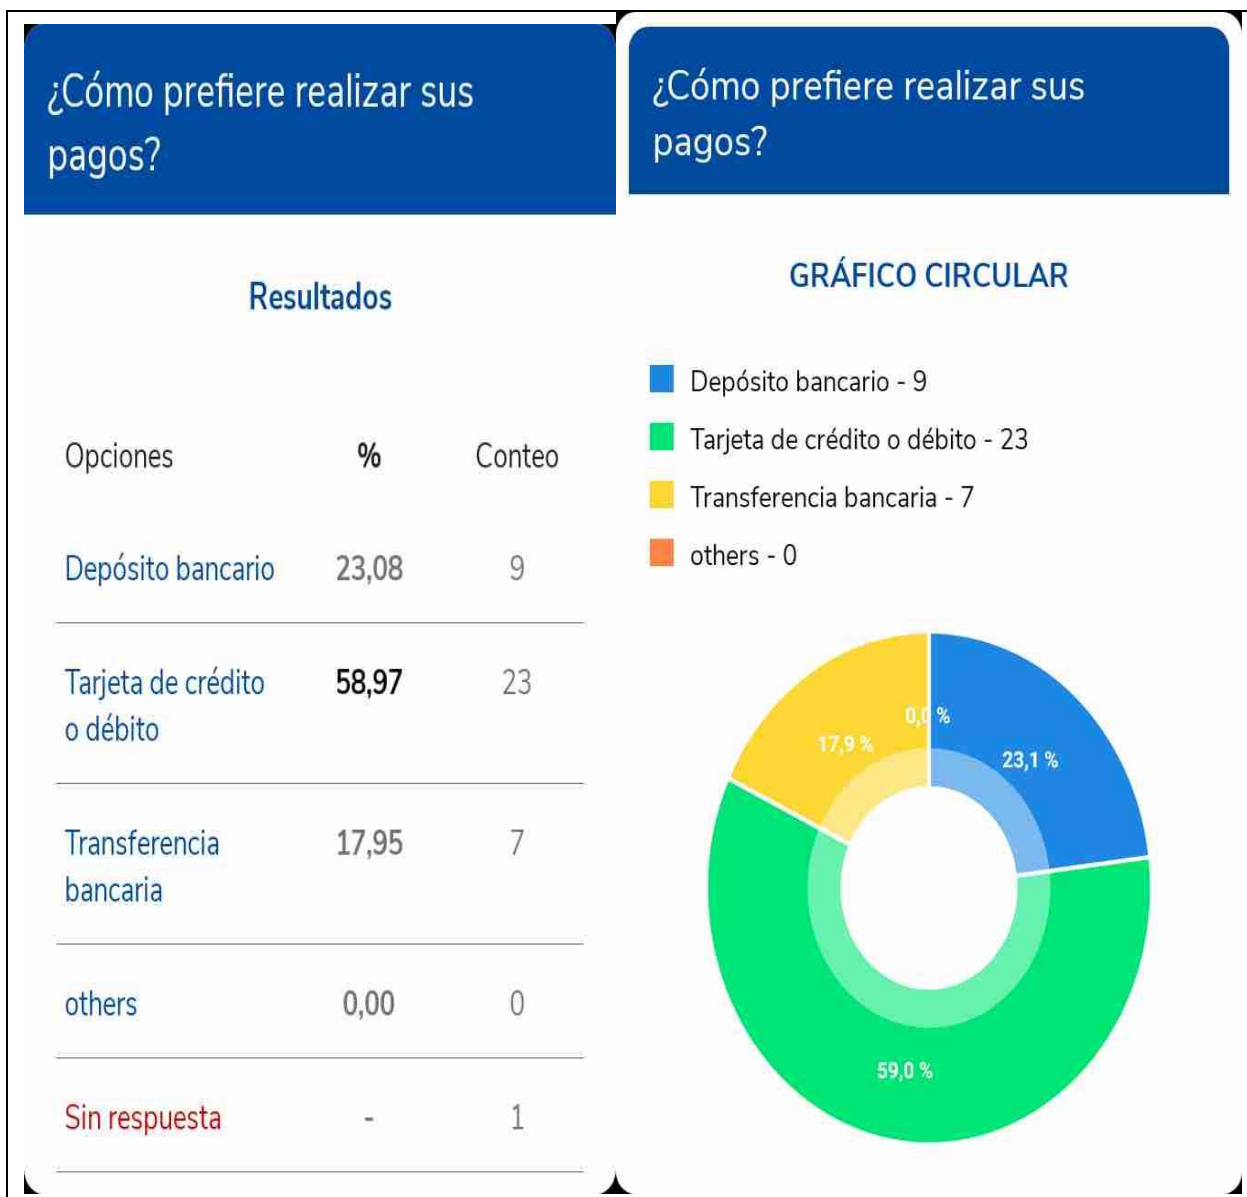 ¿Cómo prefiere realizar sus
pagos?
Resultados
Opciones % Conteo
Depósito bancario 23,08 9
Tarjeta de crédito 58,97 23
o débito
Transferencia 17,95 7
bancaria
others 0,00 0
Sin respuesta - 1
¿Cómo prefiere realizar sus
pagos?
GRÁFICO CIRCULAR
Depósito bancario - 9
Tarjeta de crédito o débito - 23
Transferencia bancaria - 7
others - 0
0,0 %
17,9 %
23,1 %
59,0 %